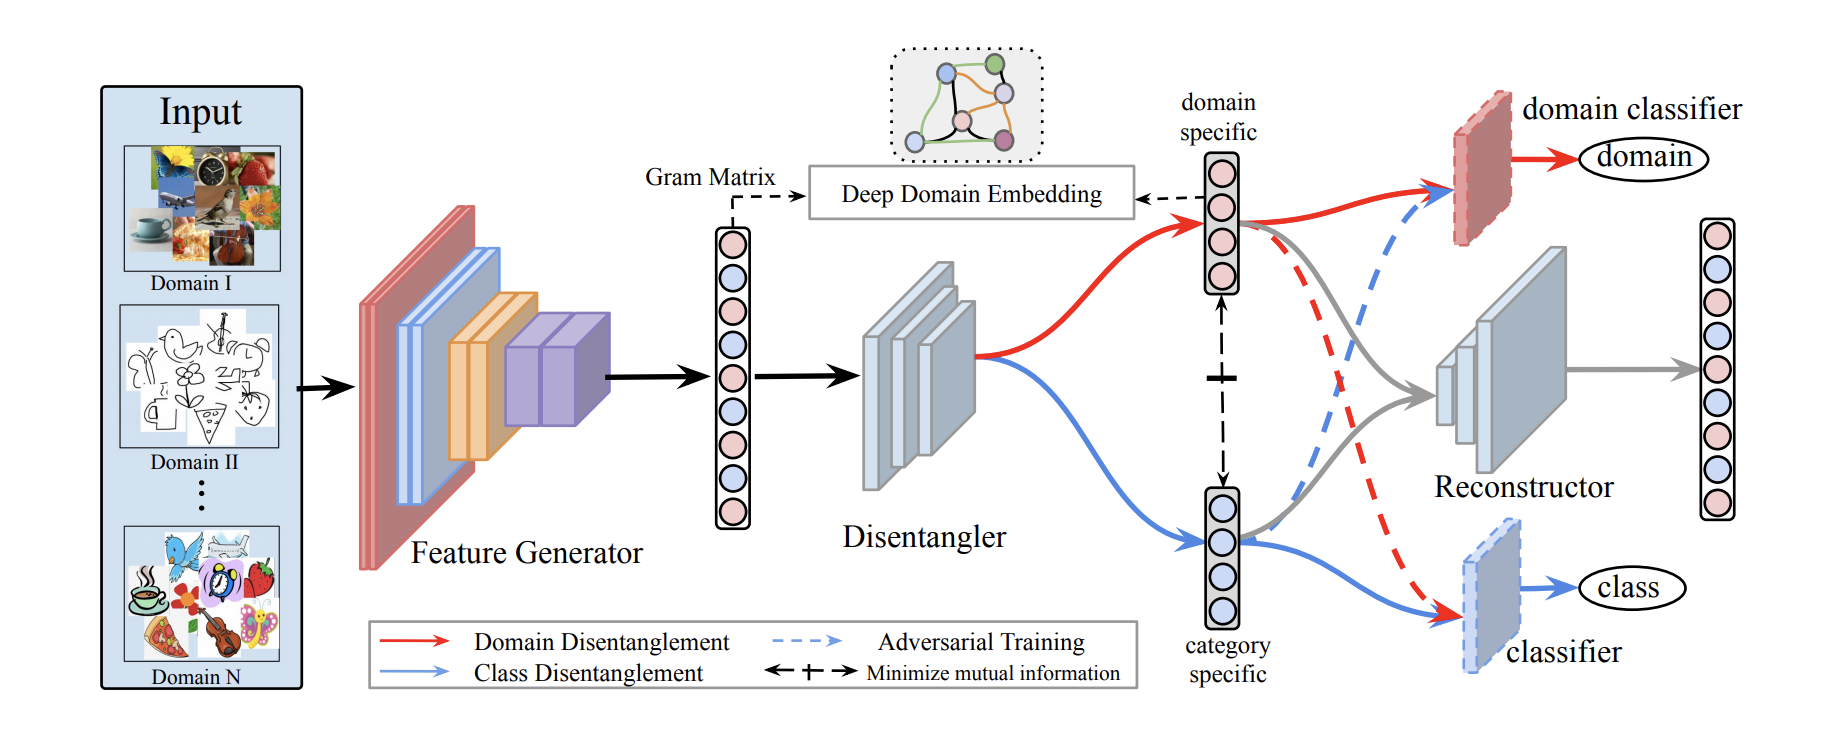 Input
Domain I
Domain II
Domain N
Feature Generator
Gram Matrix
Deep Domain Embedding
Disentangler
domain
specific
category
specific
domain classifier
domain
Reconstructor
class
classifier
Domain Disentanglement
Class Disentanglement
Adversarial Training
Minimize mutual information